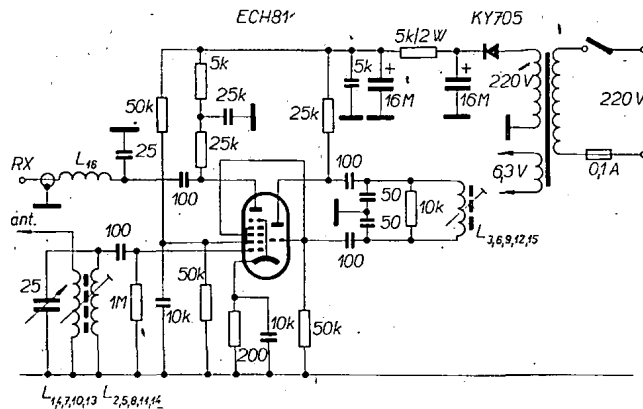 ECH81
KY705
5k/2W
5k
50k
25k
25k
5k
+
16M
+
16M
25k
220V
220V
6,3V
0,1A
RX
L16
25
100
100
50
50
10k
L3,6,9,12,15
100
ant.
100
25
1M
10k
50k
200
10k
50k
L1,4,7,10,13
L2,5,8,11,14